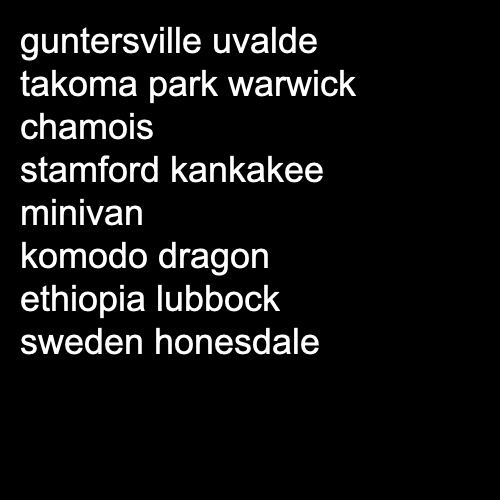 guntersville uvalde
takoma park warwick
chamois
stamford kankakee
minivan
komodo dragon
ethiopia lubbock
sweden honesdale